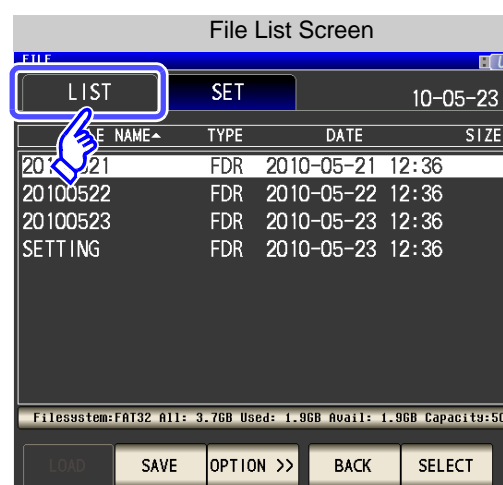 File List Screen
FILE
LIST SET 10-05-23
NAME▲ TYPE DATE SIZE
FDR 2010-05-21 12:36
20100522 FDR 2010-05-22 12:36
20100523 FDR 2010-05-23 12:36
SETTING FDR 2010-05-23 12:36
Filesystem:FAT32 All: 3.7GB Used: 1.9GB Avail: 1.9GB Capacity:50
LOAD SAVE OPTION >> BACK SELECT